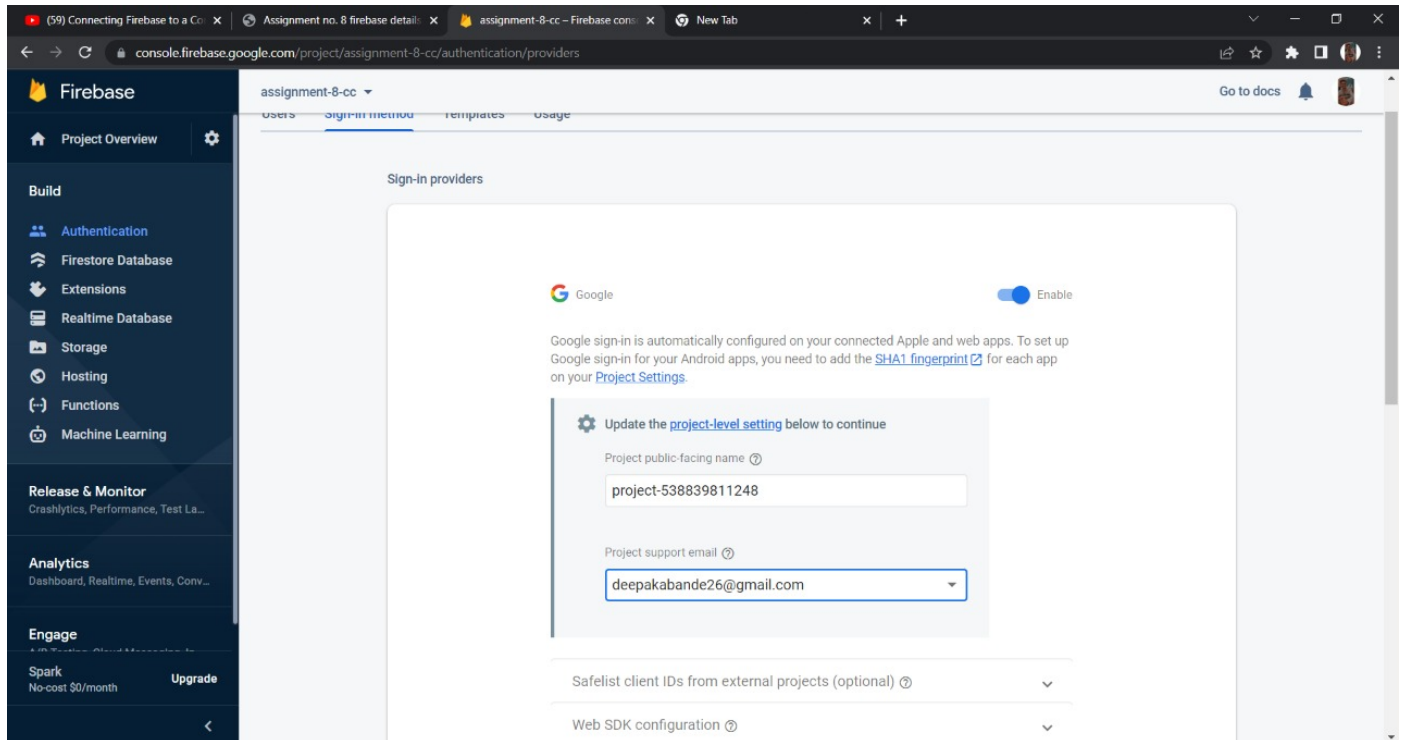 (59) Connecting Firebase to a Co
Assignment no. 8 firebase details
assignment-8-cc – Firebase cons
New Tab
console.firebase.google.com/project/assignment-8-cc/authentication/providers
Firebase
assignment-8-cc
Go to docs
Project Overview
Users Sign-in method Templates Usage
Build
Authentication
Firestore Database
Extensions
Realtime Database
Storage
Hosting
Functions
Machine Learning
Release & Monitor
Crashlytics, Performance, Test La...
Analytics
Dashboard, Realtime, Events, Conv...
Engage
Spark
No-cost $0/month
Upgrade
Sign-in providers
Google
Enable
Google sign-in is automatically configured on your connected Apple and web apps. To set up
Google sign-in for your Android apps, you need to add the SHA1 fingerprint for each app
on your Project Settings.
Update the project-level setting below to continue
Project public-facing name
project-538839811248
Project support email
deepakabande26@gmail.com
Safelist client IDs from external projects (optional)
Web SDK configuration